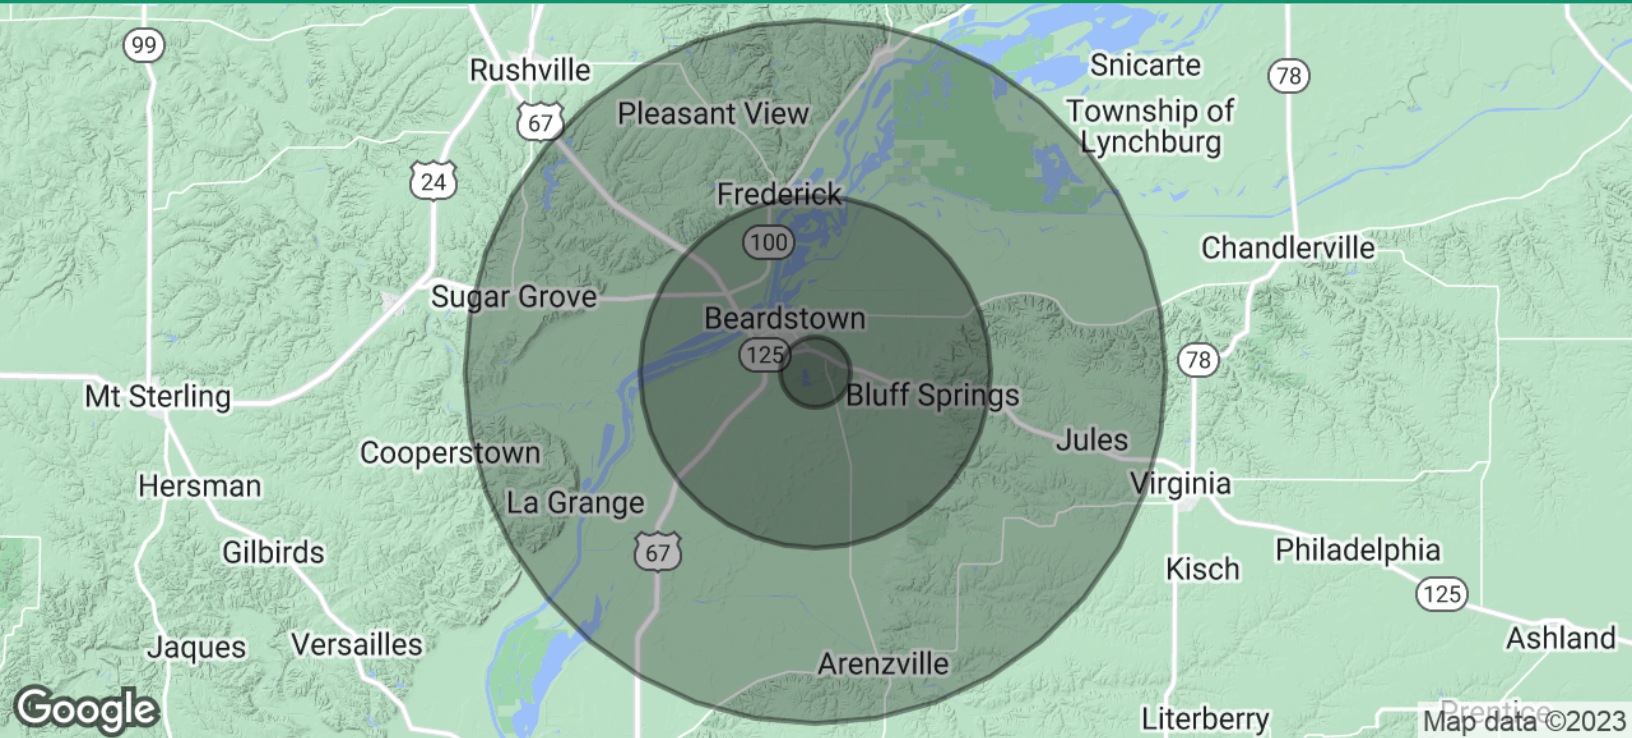 99
Rushville
Snicarte
78
67
Pleasant View
Township of
Lynchburg
24
Frederick
100
Chandlerville
Sugar Grove
Beardstown
125
78
Mt Sterling
Bluff Springs
Jules
Cooperstown
Virginia
Hersman
La Grange
67
Gilbirds
Philadelphia
Kisch
125
Jaques
Versailles
Ashland
Arenzville
Google
Literberry
Prentice
Map data ©2023